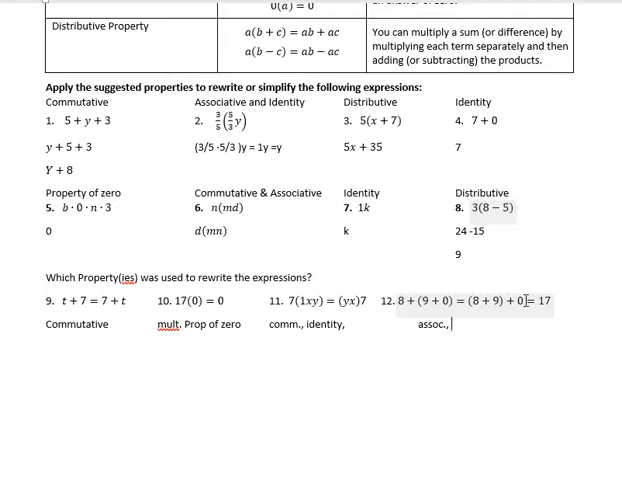 0(a) = 0
Distributive Property
a(b + c) = ab + ac
a(b − c) = ab − ac
You can multiply a sum (or difference) by
multiplying each term separately and then
adding (or subtracting) the products.
Apply the suggested properties to rewrite or simplify the following expressions:
Commutative Associative and Identity Distributive Identity
1. 5 + y + 3 2. 3/5(5/3 y) 3. 5(x + 7) 4. 7 + 0
y + 5 + 3 (3/5 ·5/3 )y = 1y =y 5x + 35 7
Y + 8
Property of zero Commutative & Associative Identity Distributive
5. b · 0 · n · 3 6. n(md) 7. 1k 8. 3(8 − 5)
0 d(mn) k 24 -15
9
Which Property(ies) was used to rewrite the expressions?
9. t + 7 = 7 + t 10. 17(0) = 0 11. 7(1xy) = (yx)7 12. 8 + (9 + 0) = (8 + 9) + 0 = 17
Commutative mult. Prop of zero comm., identity, assoc.,